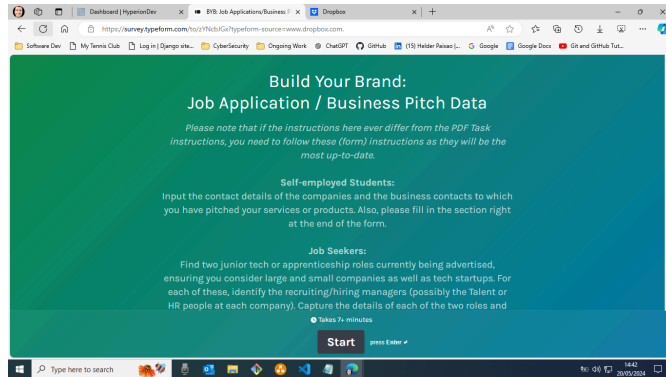 Dashboard | HyperionDev
BYB: Job Applications/Business P
Dropbox
https://survey.typeform.com/to/zYNcbJGx?typeform-source=www.dropbox.com.
Software Dev
My Tennis Club
Log in | Django site...
CyberSecurity
Ongoing Work
ChatGPT
GitHub
(15) Helder Paixao |...
Google
Google Docs
Git and GitHub Tut...
Build Your Brand:
Job Application / Business Pitch Data
Please note that if the instructions here ever differ from the PDF Task
instructions, you need to follow these (form) instructions as they will be the
most up-to-date.
Self-employed Students:
Input the contact details of the companies and the business contacts to which
you have pitched your services or products. Also, please fill in the section right
at the end of the form.
Job Seekers:
Find two junior tech or apprenticeship roles currently being advertised,
ensuring you consider large and small companies as well as tech startups. For
each of these, identify the recruiting/hiring managers (possibly the Talent or
HR people at each company). Capture the details of each of the two roles and
Takes 7+ minutes
Start
press Enter ↵
Type here to search
14:42
20/05/2024